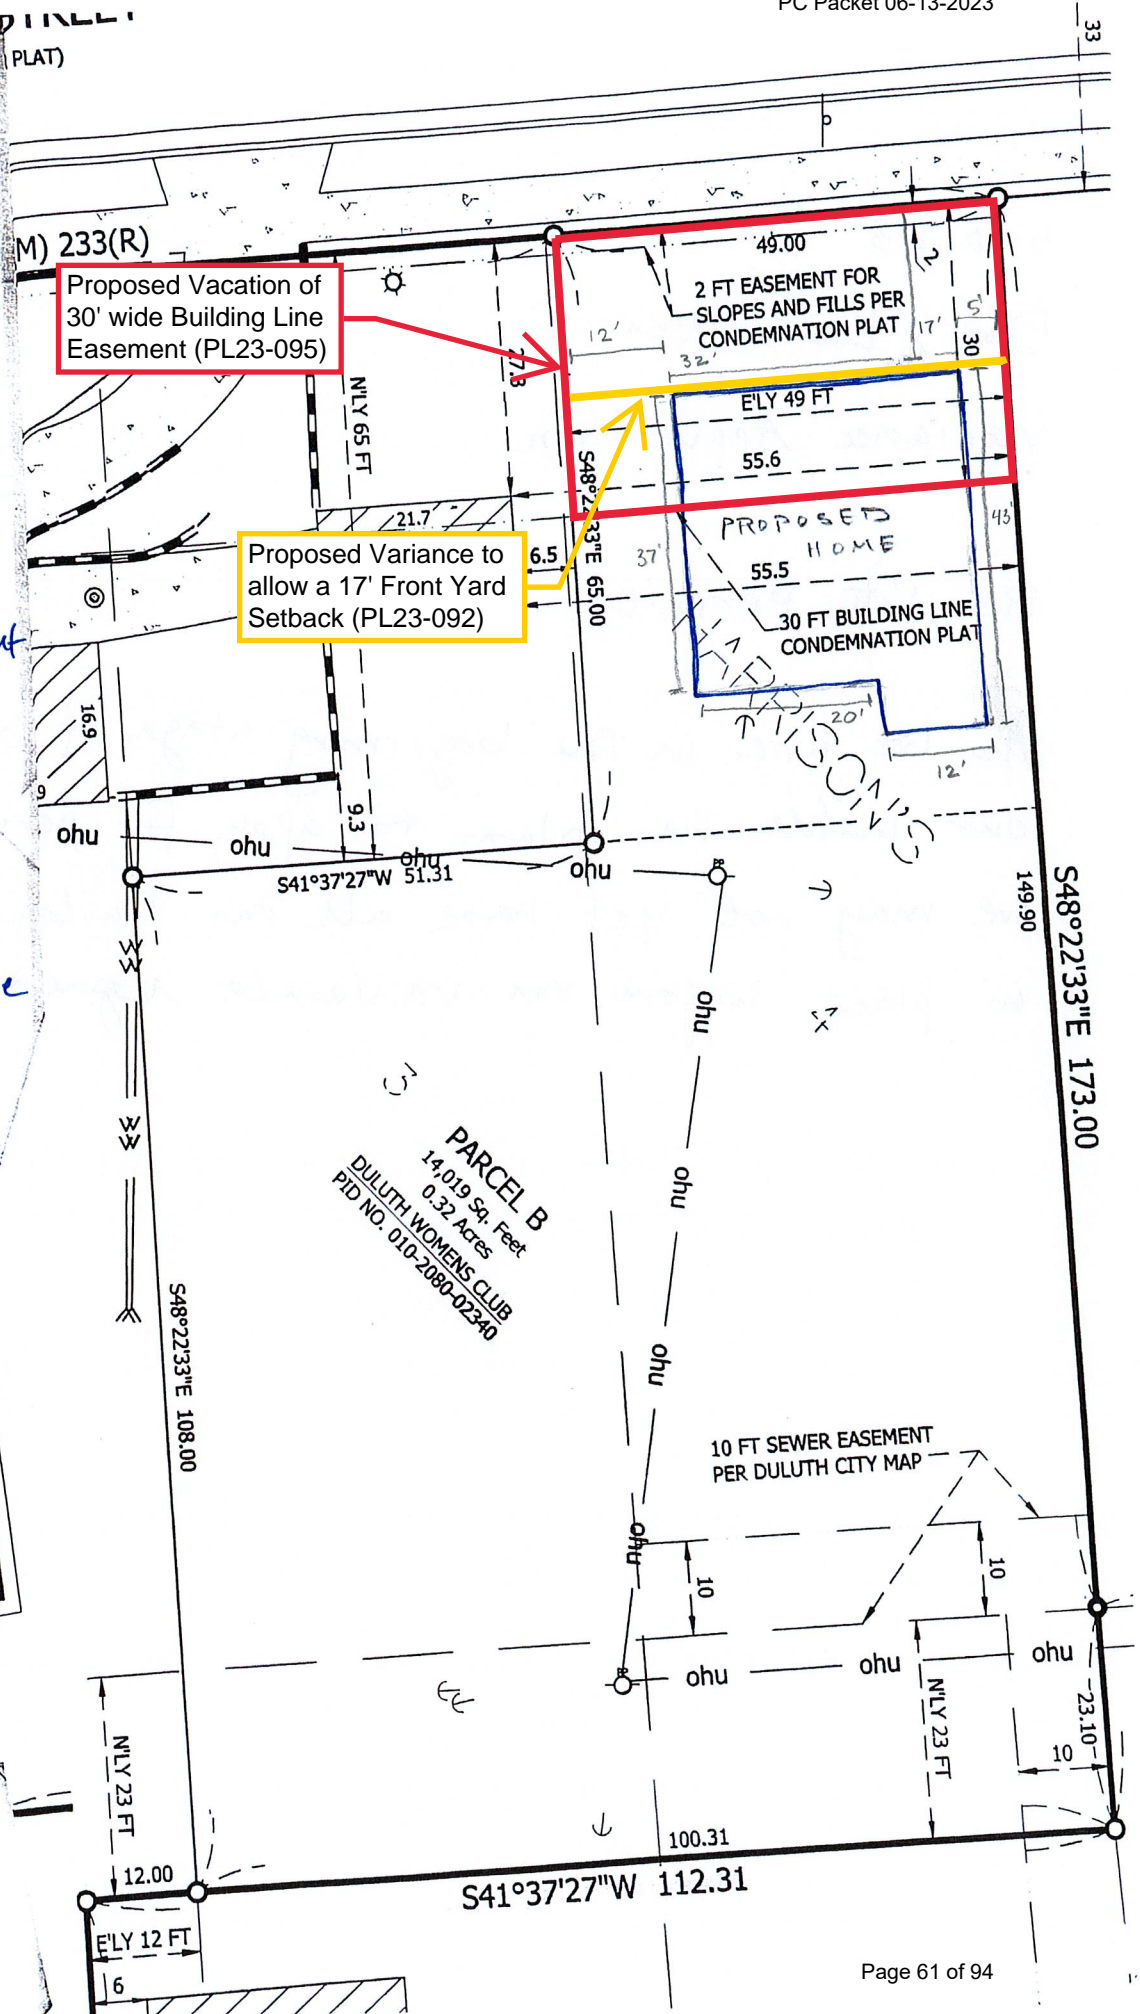 PC Packet 06-13-2023
STREET
PLAT)
33
M) 233(R)
49.00
2
Proposed Vacation of
30' wide Building Line
Easement (PL23-095)
2 FT EASEMENT FOR
SLOPES AND FILLS PER
CONDEMNATION PLAT
12'
17'
5'
30
32'
27.3
N'LY 65 FT
E'LY 49 FT
55.6
S48°22'33"E 65.00
21.7
PROPOSED
HOME
43'
37'
6.5
55.5
Proposed Variance to
allow a 17' Front Yard
Setback (PL23-092)
30 FT BUILDING LINE
CONDEMNATION PLAT
HARRISON'S
20'
12'
16.9
9
9.3
ohu
ohu
ohu
ohu
S41°37'27"W 51.31
PP
149.90
S48°22'33"E 173.00
ohu
3
PARCEL B
14,019 Sq. Feet
0.32 Acres
DULUTH WOMENS CLUB
PID NO. 010-2080-02340
ohu
S48°22'33"E 108.00
ohu
10 FT SEWER EASEMENT
PER DULUTH CITY MAP
ohu
10
10
PP
ohu
ohu
ohu
N'LY 23 FT
N'LY 23 FT
23.10
10
100.31
12.00
S41°37'27"W 112.31
E'LY 12 FT
6
Page 61 of 94